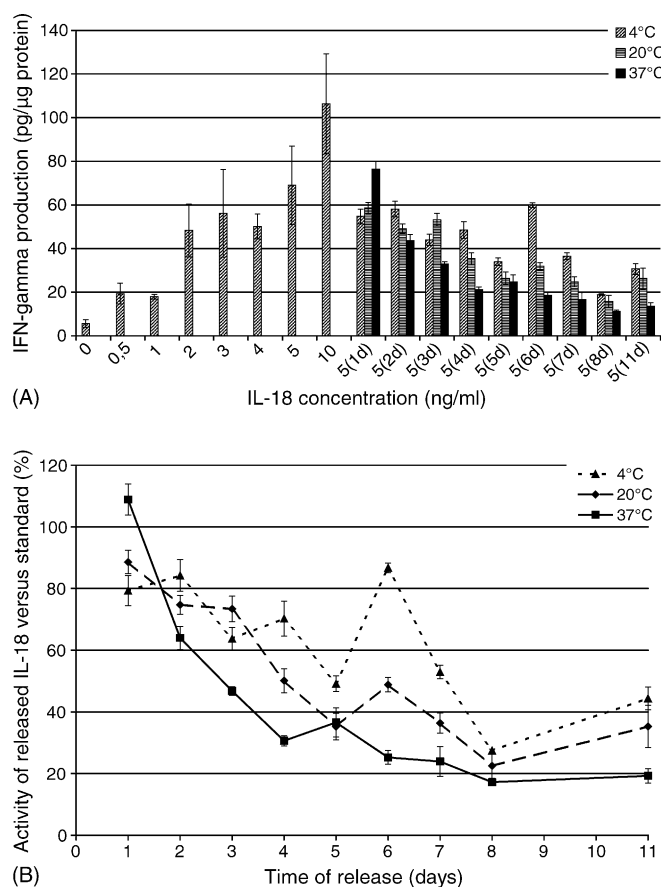 140
120
100
80
60
40
20
0
IFN-gamma production (pg/µg protein)
4°C
20°C
37°C
0 0,5 1 2 3 4 5 10 5(1d) 5(2d) 5(3d) 5(4d) 5(5d) 5(6d) 5(7d) 5(8d) 5(11d)
IL-18 concentration (ng/ml)
(A)
120
100
80
60
40
20
0
Activity of released IL-18 versus standard (%)
4°C
20°C
37°C
0 1 2 3 4 5 6 7 8 9 10 11
Time of release (days)
(B)